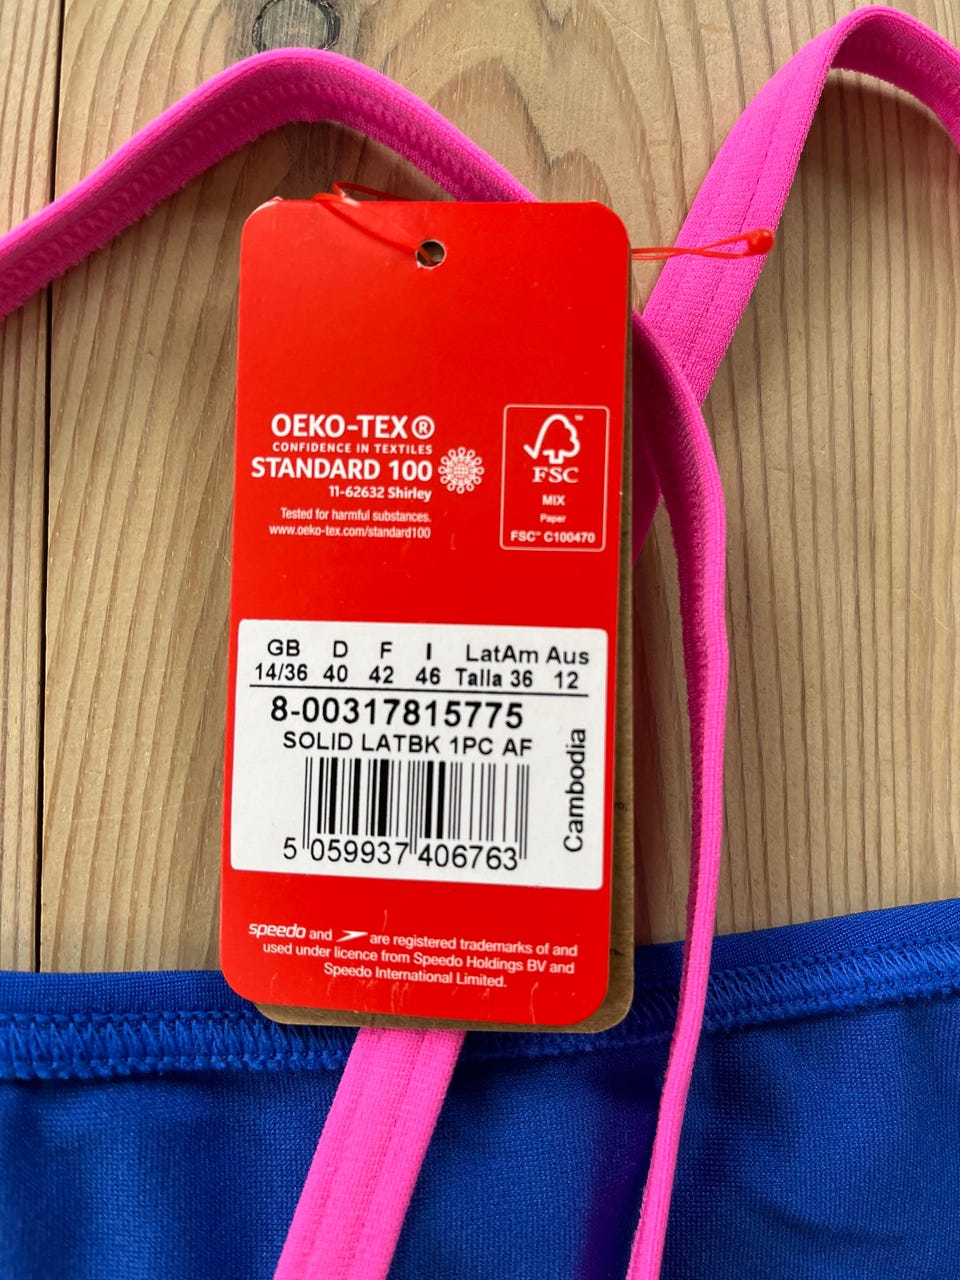 OEKO-TEX®
CONFIDENCE IN TEXTILES
STANDARD 100
11-62632 Shirley
Tested for harmful substances.
www.oeko-tex.com/standard100
™
FSC
MIX
Paper
FSC™ C100470
GB D F I LatAm Aus
14/36 40 42 46 Talla 36 12
8-00317815775
SOLID LATBK 1PC AF
Cambodia
5 059937 406763
speedo and are registered trademarks of and
used under licence from Speedo Holdings BV and
Speedo International Limited.